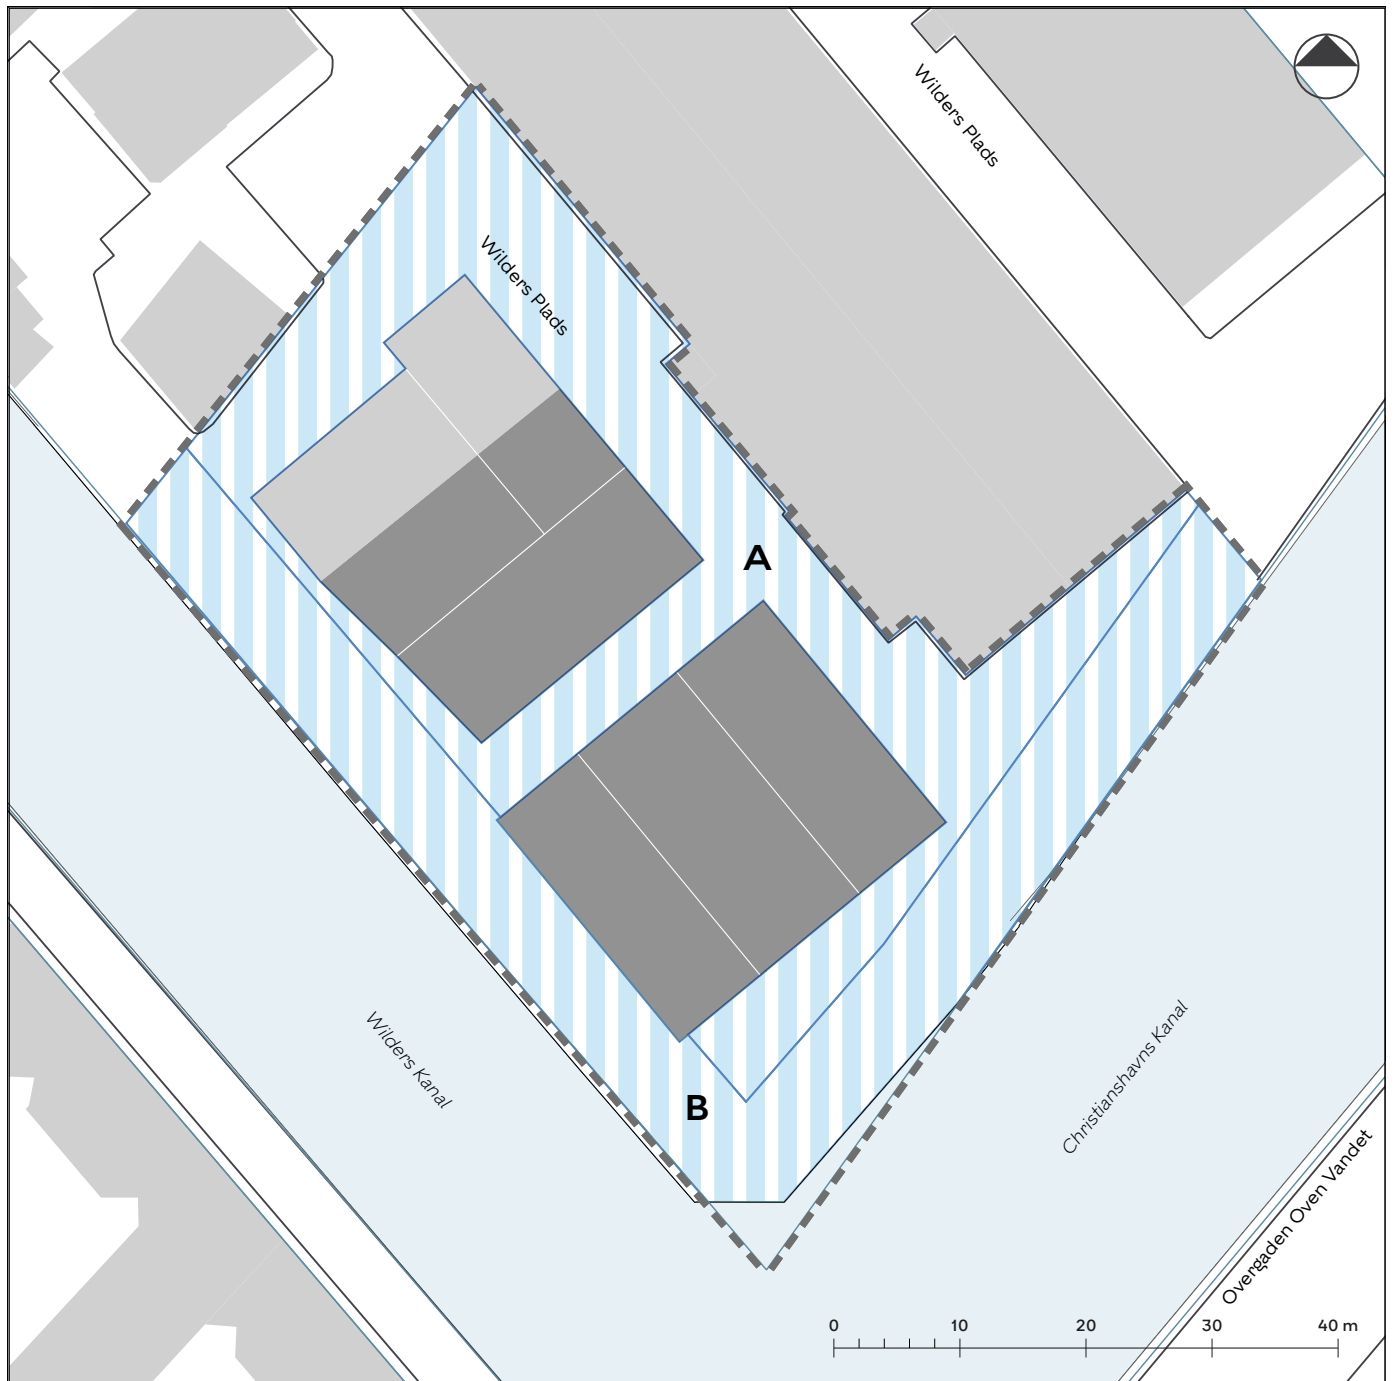 Wilders Plads
Wilders Plads
A
B
Wilders Kanal
Christianshavns Kanal
Overgaden Oven Vandet
0 10 20 30 40 m